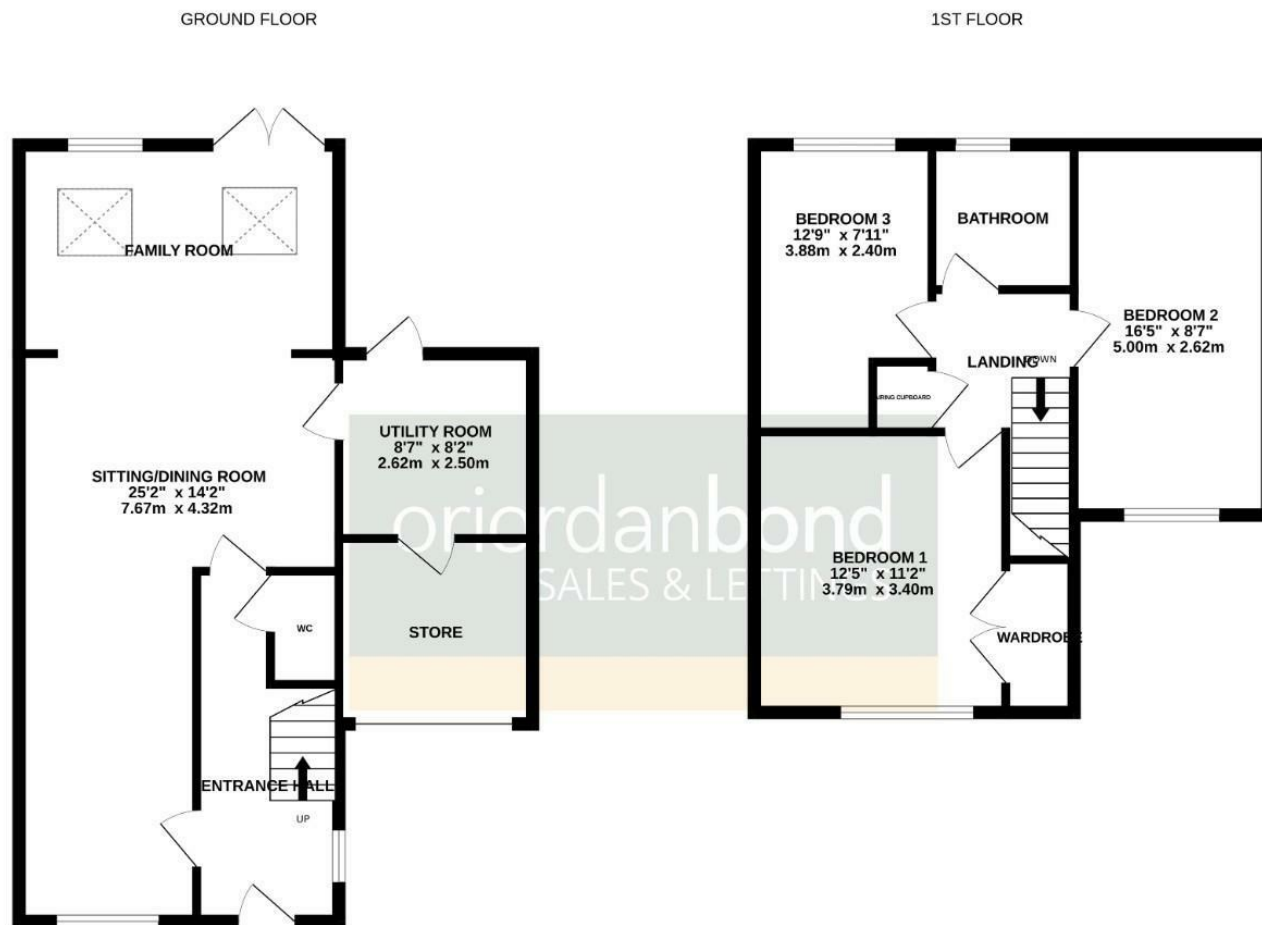 GROUND FLOOR
1ST FLOOR
FAMILY ROOM
UTILITY ROOM
8'7" x 8'2"
2.62m x 2.50m
SITTING/DINING ROOM
25'2" x 14'2"
7.67m x 4.32m
WC
STORE
ENTRANCE HALL
UP
BEDROOM 3
12'9" x 7'11"
3.88m x 2.40m
BATHROOM
BEDROOM 2
16'5" x 8'7"
5.00m x 2.62m
LANDING
DOWN
CUPBOARD
BEDROOM 1
12'5" x 11'2"
3.79m x 3.40m
WARDROBE
oriordanbond
SALES & LETTINGS